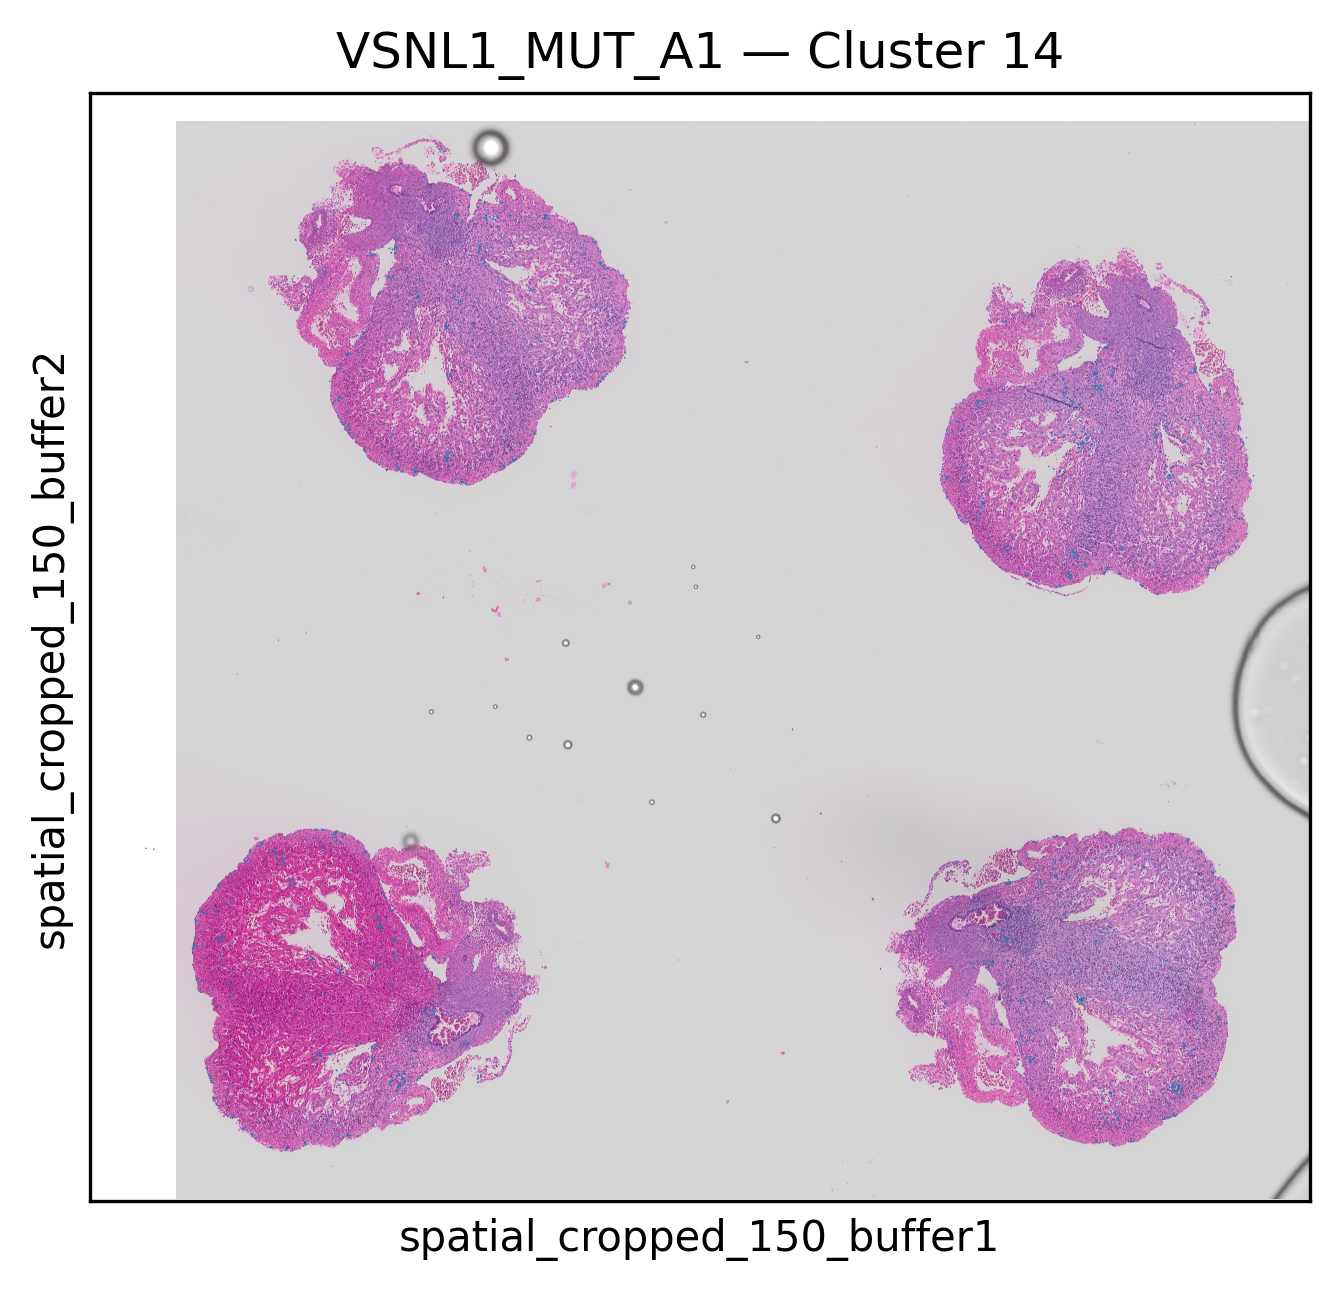 VSNL1_MUT_A1 — Cluster 14
spatial_cropped_150_buffer2
spatial_cropped_150_buffer1